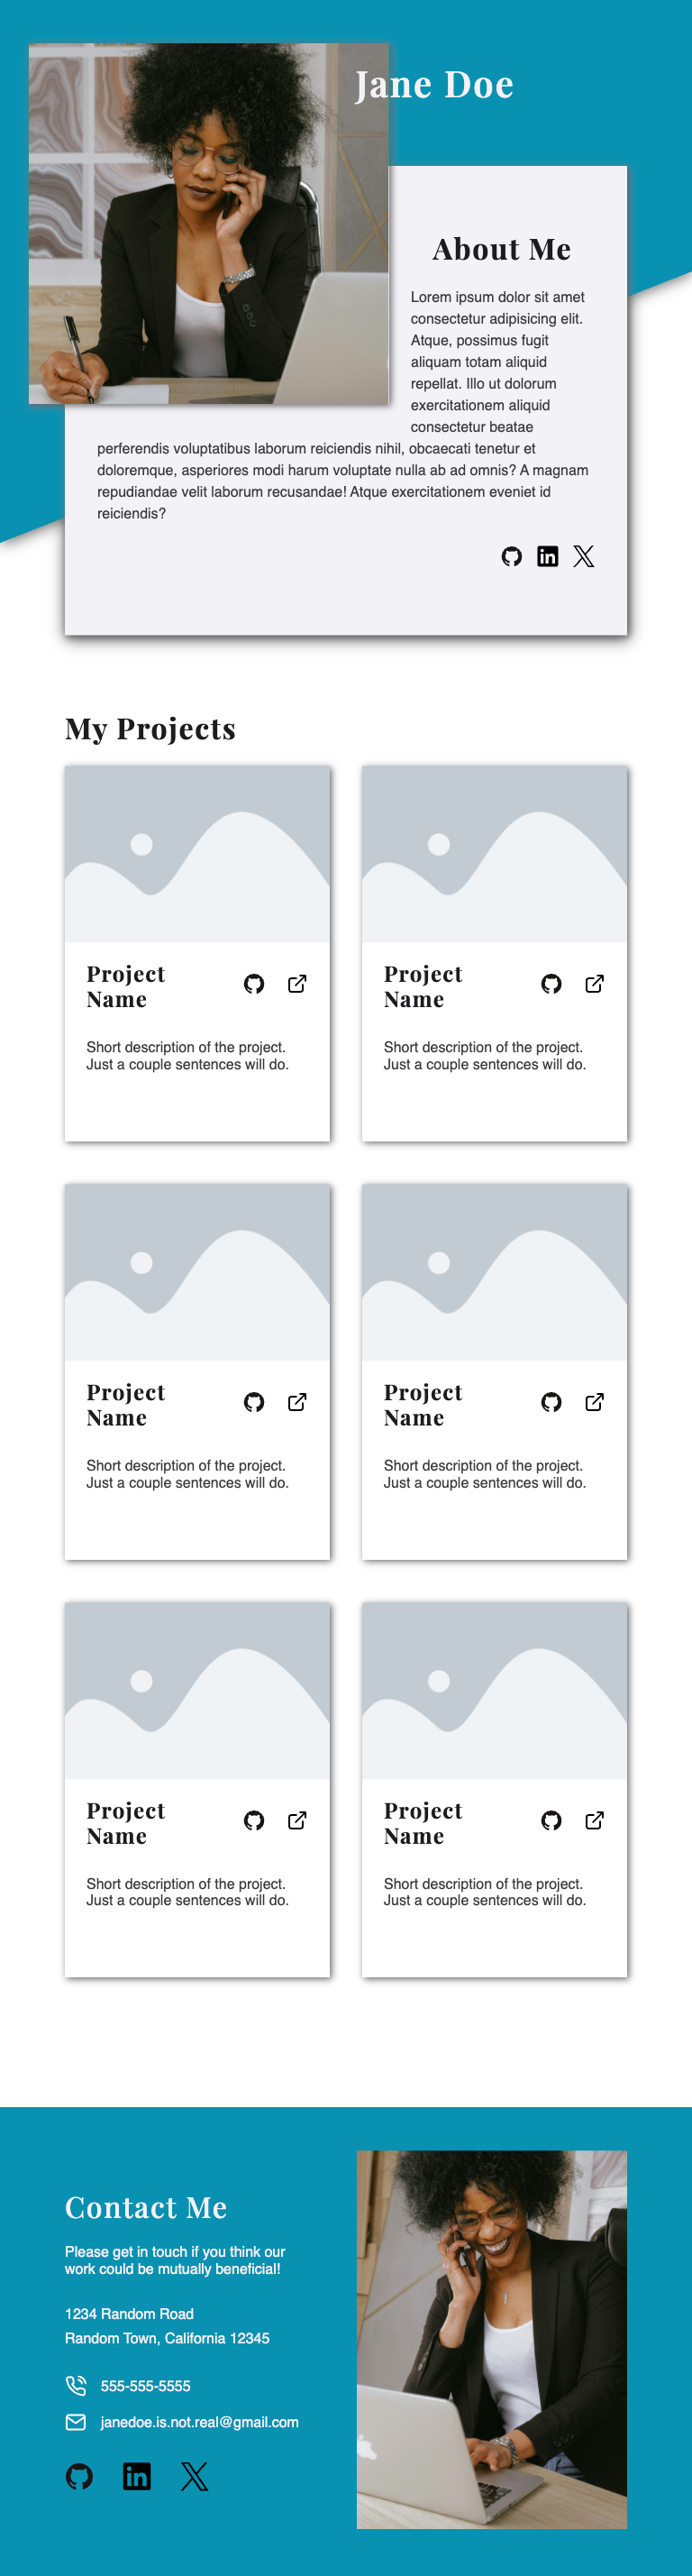 Jane Doe
About Me
Lorem ipsum dolor sit amet
consectetur adipisicing elit.
Atque, possimus fugit
aliquam totam aliquid
repellat. Illo ut dolorum
exercitationem aliquid
consectetur beatae
perferendis voluptatibus laborum reiciendis nihil, obcaecati tenetur et
doloremque, asperiores modi harum voluptate nulla ab ad omnis? A magnam
repudiandae velit laborum recusandae! Atque exercitationem eveniet id
reiciendis?
in
My Projects
Project
Name
Short description of the project.
Just a couple sentences will do.
Project
Name
Short description of the project.
Just a couple sentences will do.
Project
Name
Short description of the project.
Just a couple sentences will do.
Project
Name
Short description of the project.
Just a couple sentences will do.
Project
Name
Short description of the project.
Just a couple sentences will do.
Project
Name
Short description of the project.
Just a couple sentences will do.
Contact Me
Please get in touch if you think our
work could be mutually beneficial!
1234 Random Road
Random Town, California 12345
555-555-5555
janedoe.is.not.real@gmail.com
in